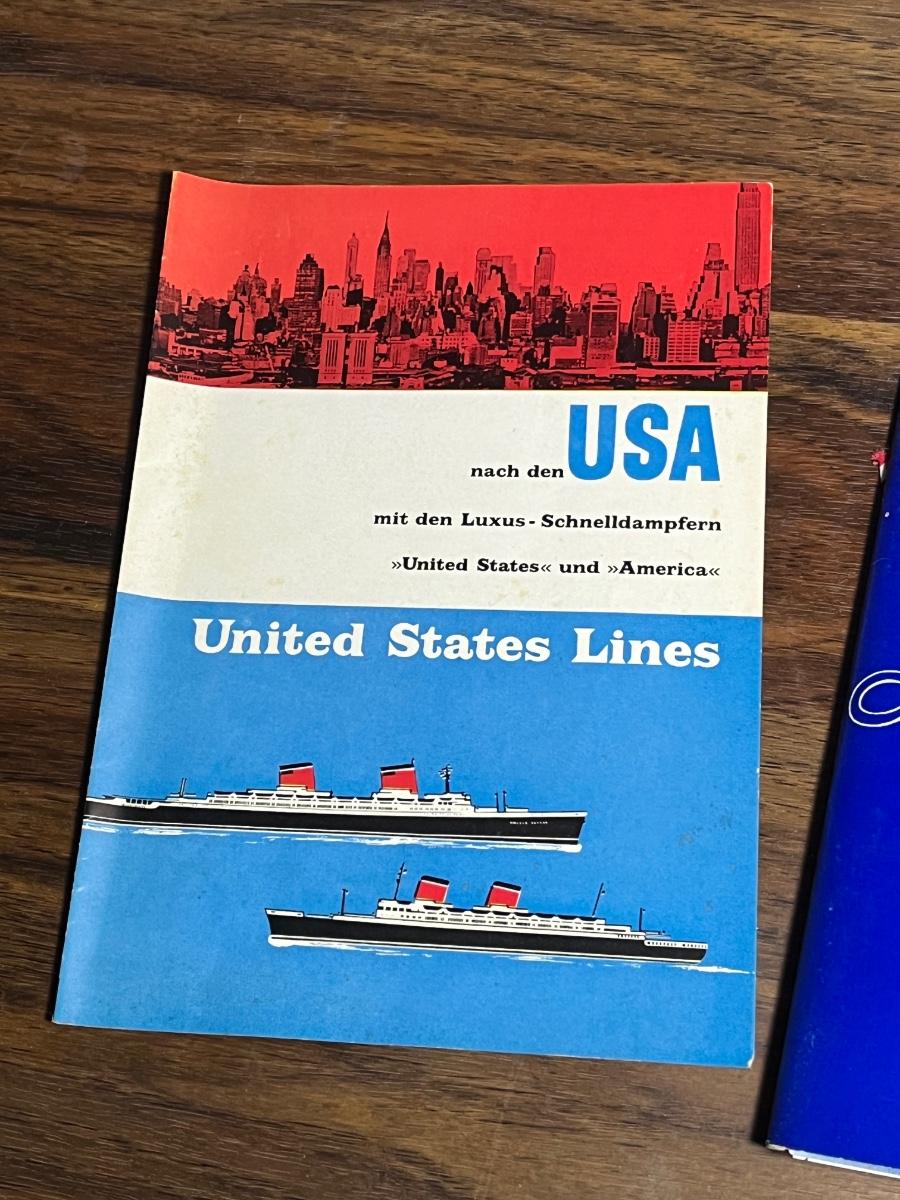 nach den USA
mit den Luxus - Schnelldampfern
»United States« und »America«
United States Lines